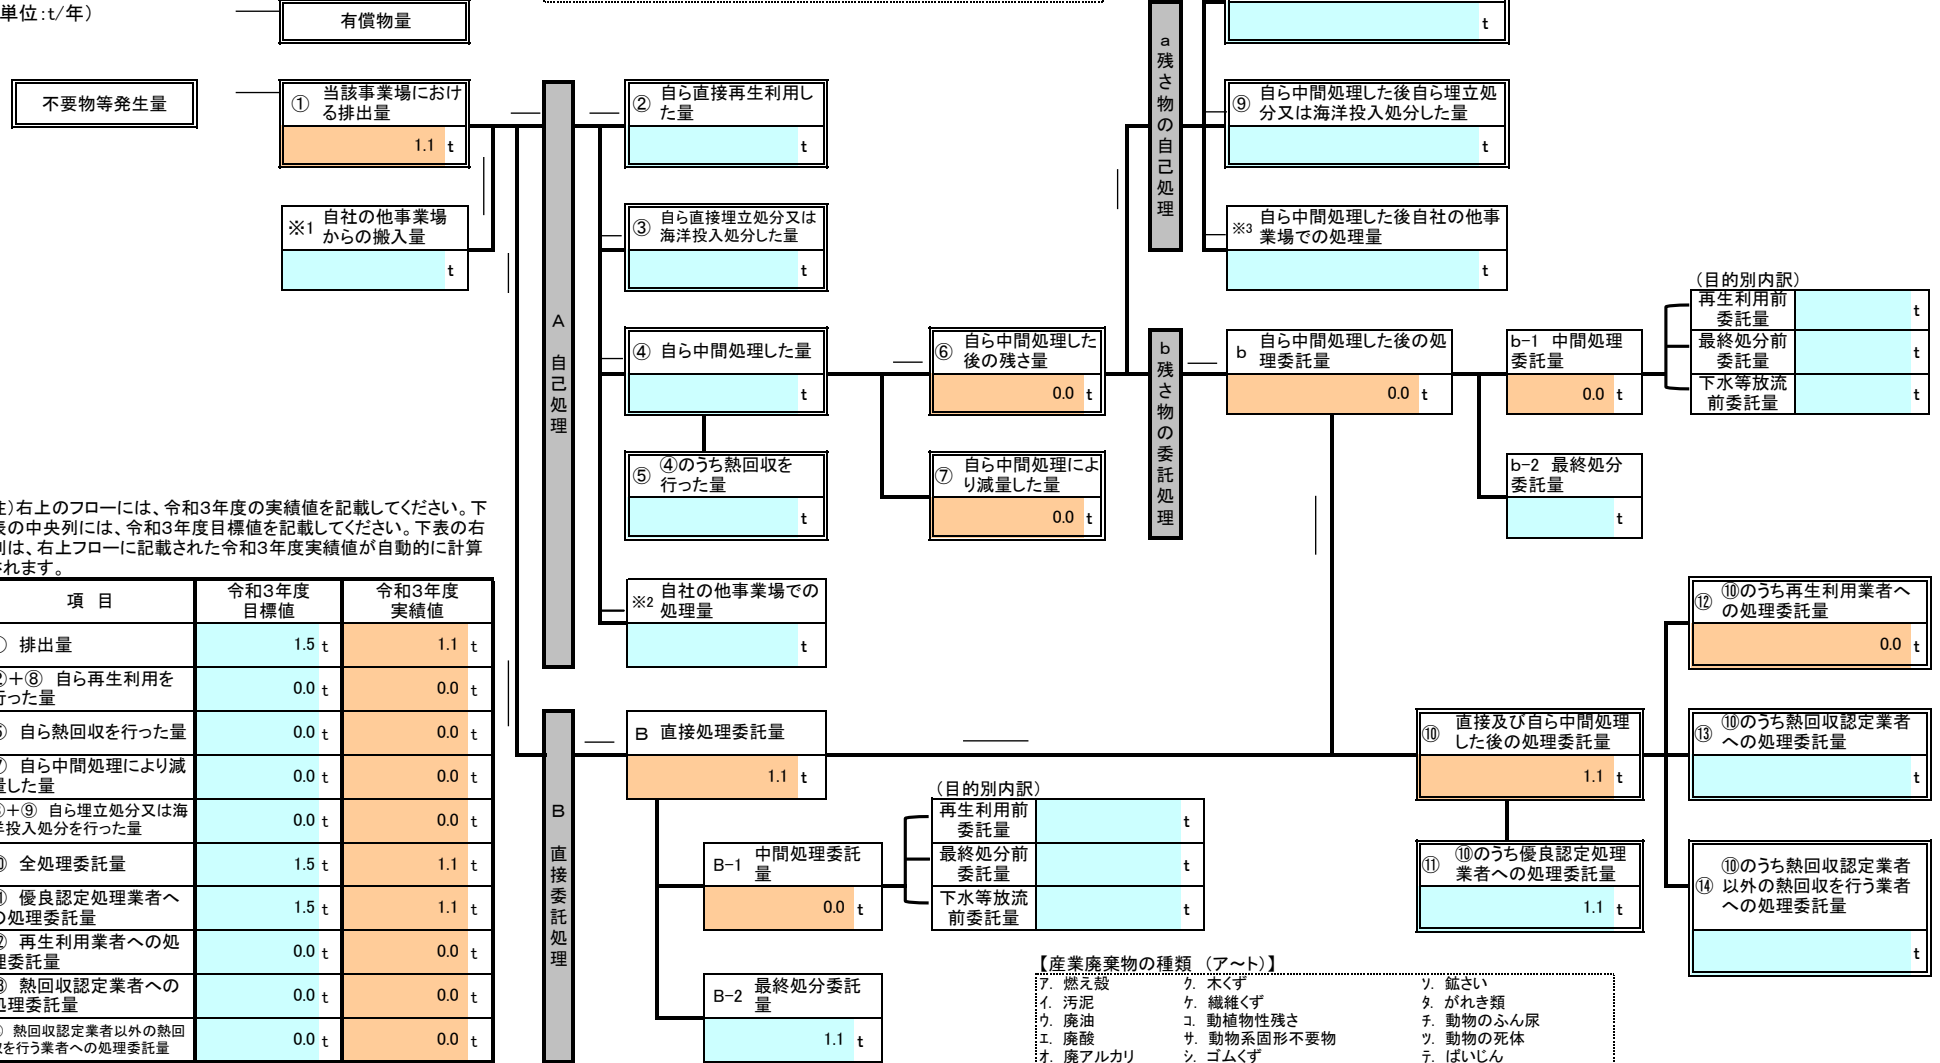 単位:t/年)
有償物量
t
不要物等発生量
① 当該事業場におけ
る排出量
1.1 t
※1 自社の他事業場
からの搬入量
t
A 自己処理
② 自ら直接再生利用し
た量
t
③ 自ら直接埋立処分又は
海洋投入処分した量
t
④ 自ら中間処理した量
t
⑤ ④のうち熱回収を
行った量
t
※2 自社の他事業場での
処理量
t
⑥ 自ら中間処理した
後の残さ量
0.0 t
⑦ 自ら中間処理によ
り減量した量
0.0 t
a残さ物の自己処理
⑨ 自ら中間処理した後自ら埋立処
分又は海洋投入処分した量
t
※3 自ら中間処理した後自社の他事
業場での処理量
t
b残さ物の委託処理
b 自ら中間処理した後の処
理委託量
0.0 t
b-1 中間処理
委託量
0.0 t
b-2 最終処分
委託量
t
(目的別内訳)
再生利用前
委託量
t
最終処分前
委託量
t
下水等放流
前委託量
t
)右上のフローには、令和3年度の実績値を記載してください。下
の中央列には、令和3年度目標値を記載してください。下表の右
は、右上フローに記載された令和3年度実績値が自動的に計算
れます。
項 目
令和3年度
目標値
令和3年度
実績値
排出量 1.5 t 1.1 t
+⑧ 自ら再生利用を
った量
0.0 t 0.0 t
自ら熱回収を行った量 0.0 t 0.0 t
自ら中間処理により減
した量
0.0 t 0.0 t
+⑨ 自ら埋立処分又は海
投入処分を行った量
0.0 t 0.0 t
全処理委託量 1.5 t 1.1 t
優良認定処理業者へ
処理委託量
1.5 t 1.1 t
再生利用業者への処
委託量
0.0 t 0.0 t
熱回収認定業者への
処理委託量
0.0 t 0.0 t
熱回収認定業者以外の熱回
を行う業者への処理委託量
0.0 t 0.0 t
B 直接委託処理
B 直接処理委託量
1.1 t
B-1 中間処理委託
量
0.0 t
B-2 最終処分委託
量
1.1 t
(目的別内訳)
再生利用前
委託量
t
最終処分前
委託量
t
下水等放流
前委託量
t
⑩ 直接及び自ら中間処理
した後の処理委託量
1.1 t
⑪ ⑩のうち優良認定処理
業者への処理委託量
1.1 t
⑫ ⑩のうち再生利用業者へ
の処理委託量
0.0 t
⑬ ⑩のうち熱回収認定業者
への処理委託量
t
⑭ ⑩のうち熱回収認定業者
以外の熱回収を行う業者
への処理委託量
t
【産業廃棄物の種類 (ア~ト)】
ア. 燃え殻 ク. 木くず ソ. 鉱さい
イ. 汚泥 ケ. 繊維くず タ. がれき類
ウ. 廃油 コ. 動植物性残さ チ. 動物のふん尿
エ. 廃酸 サ. 動物系固形不要物 ツ. 動物の死体
オ. 廃アルカリ シ. ゴムくず テ. ばいじん